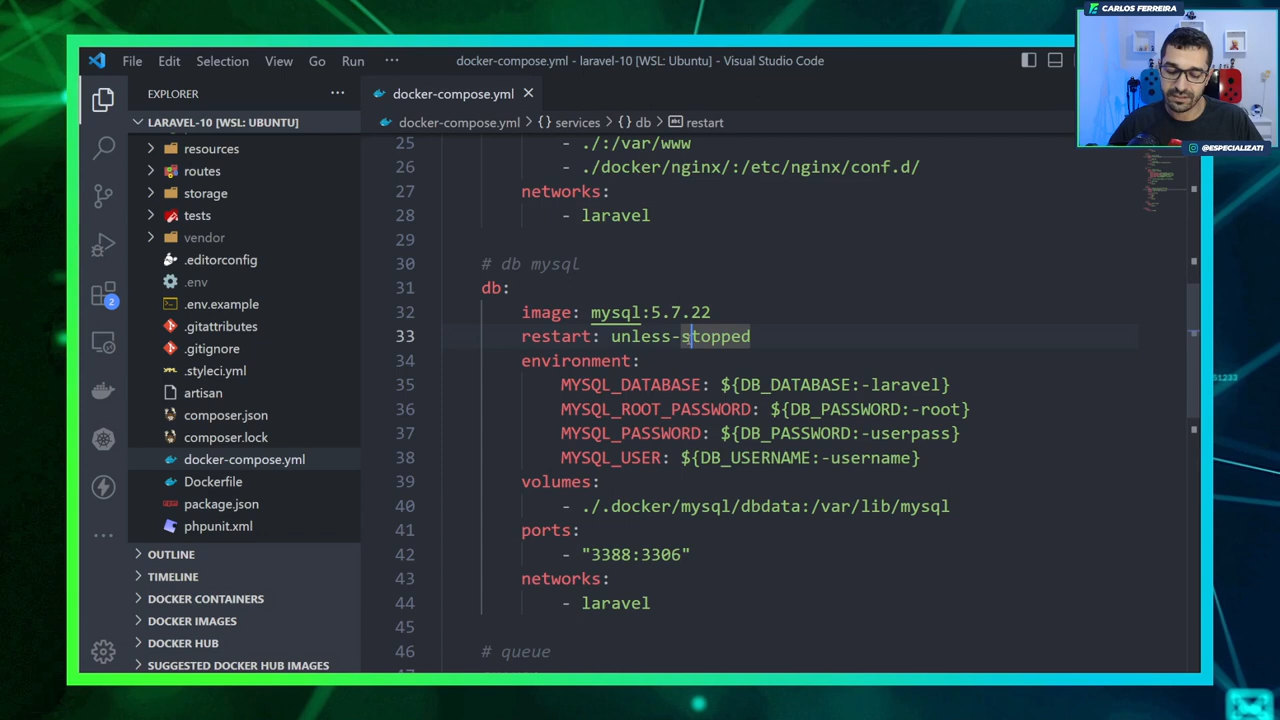 CARLOS FERREIRA
@ESPECIALIZATI
File Edit Selection View Go Run ...
docker-compose.yml - laravel-10 [WSL: Ubuntu] - Visual Studio Code
EXPLORER
docker-compose.yml
LARAVEL-10 [WSL: UBUNTU]
docker-compose.yml > {} services > {} db > abc restart
resources
routes
storage
tests
vendor
.editorconfig
.env
.env.example
.gitattributes
.gitignore
.styleci.yml
artisan
composer.json
composer.lock
docker-compose.yml
Dockerfile
package.json
phpunit.xml
OUTLINE
TIMELINE
DOCKER CONTAINERS
DOCKER IMAGES
DOCKER HUB
SUGGESTED DOCKER HUB IMAGES
2
25 - ./:/var/www
26 - ./docker/nginx/:/etc/nginx/conf.d/
27 networks:
28 - laravel
29
30 # db mysql
31 db:
32 image: mysql:5.7.22
33 restart: unless-stopped
34 environment:
35 MYSQL_DATABASE: ${DB_DATABASE:-laravel}
36 MYSQL_ROOT_PASSWORD: ${DB_PASSWORD:-root}
37 MYSQL_PASSWORD: ${DB_PASSWORD:-userpass}
38 MYSQL_USER: ${DB_USERNAME:-username}
39 volumes:
40 - ./.docker/mysql/dbdata:/var/lib/mysql
41 ports:
42 - "3388:3306"
43 networks:
44 - laravel
45
46 # queue